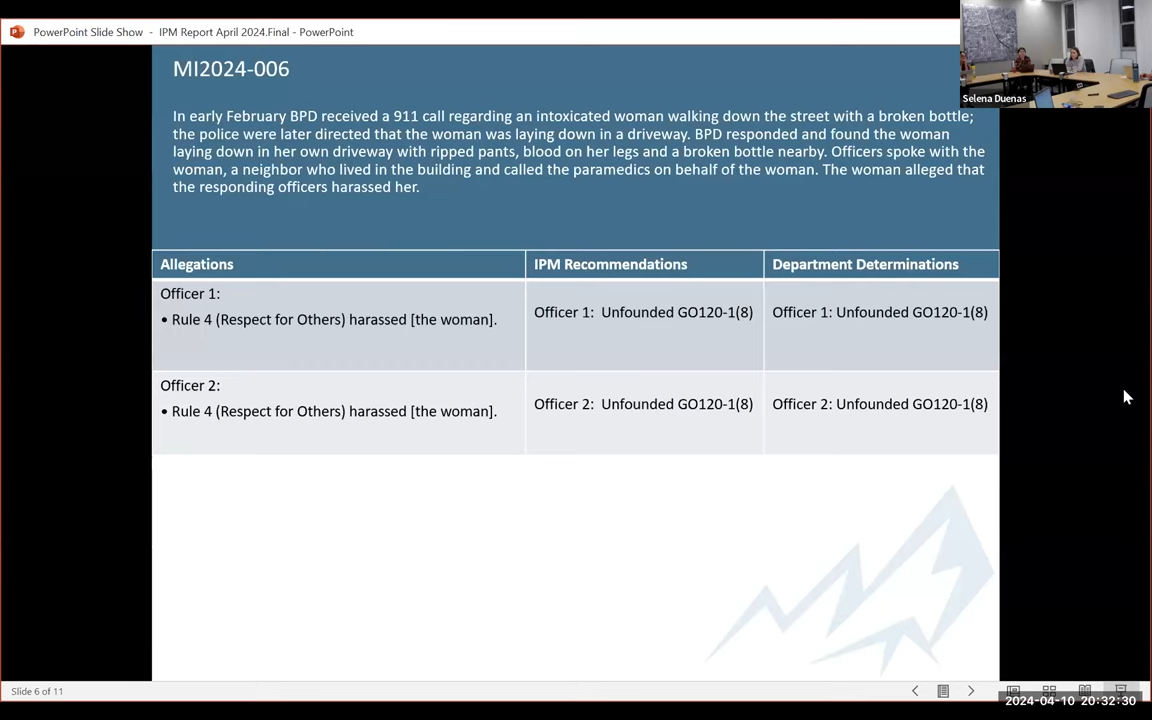 PowerPoint Slide Show - IPM Report April 2024.Final - PowerPoint
Selena Duenas
MI2024-006
In early February BPD received a 911 call regarding an intoxicated woman walking down the street with a broken bottle;
the police were later directed that the woman was laying down in a driveway. BPD responded and found the woman
laying down in her own driveway with ripped pants, blood on her legs and a broken bottle nearby. Officers spoke with the
woman, a neighbor who lived in the building and called the paramedics on behalf of the woman. The woman alleged that
the responding officers harassed her.
Allegations
IPM Recommendations
Department Determinations
Officer 1:
• Rule 4 (Respect for Others) harassed [the woman].
Officer 1: Unfounded GO120-1(8)
Officer 1: Unfounded GO120-1(8)
Officer 2:
• Rule 4 (Respect for Others) harassed [the woman].
Officer 2: Unfounded GO120-1(8)
Officer 2: Unfounded GO120-1(8)
Slide 6 of 11
2024-04-10 20:32:30